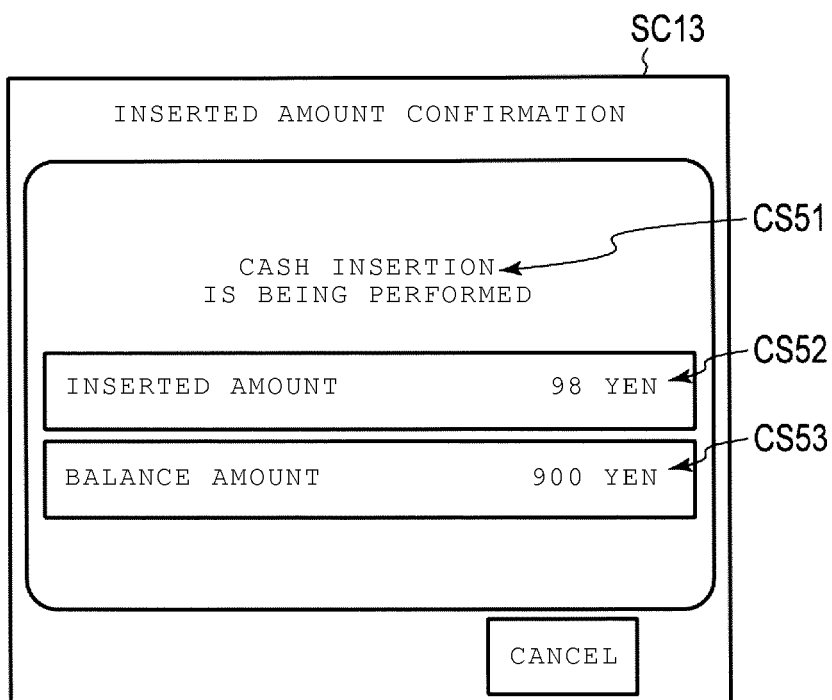 SC13
INSERTED AMOUNT CONFIRMATION
CS51
CASH INSERTION
IS BEING PERFORMED
CS52
INSERTED AMOUNT 98 YEN
CS53
BALANCE AMOUNT 900 YEN
CANCEL